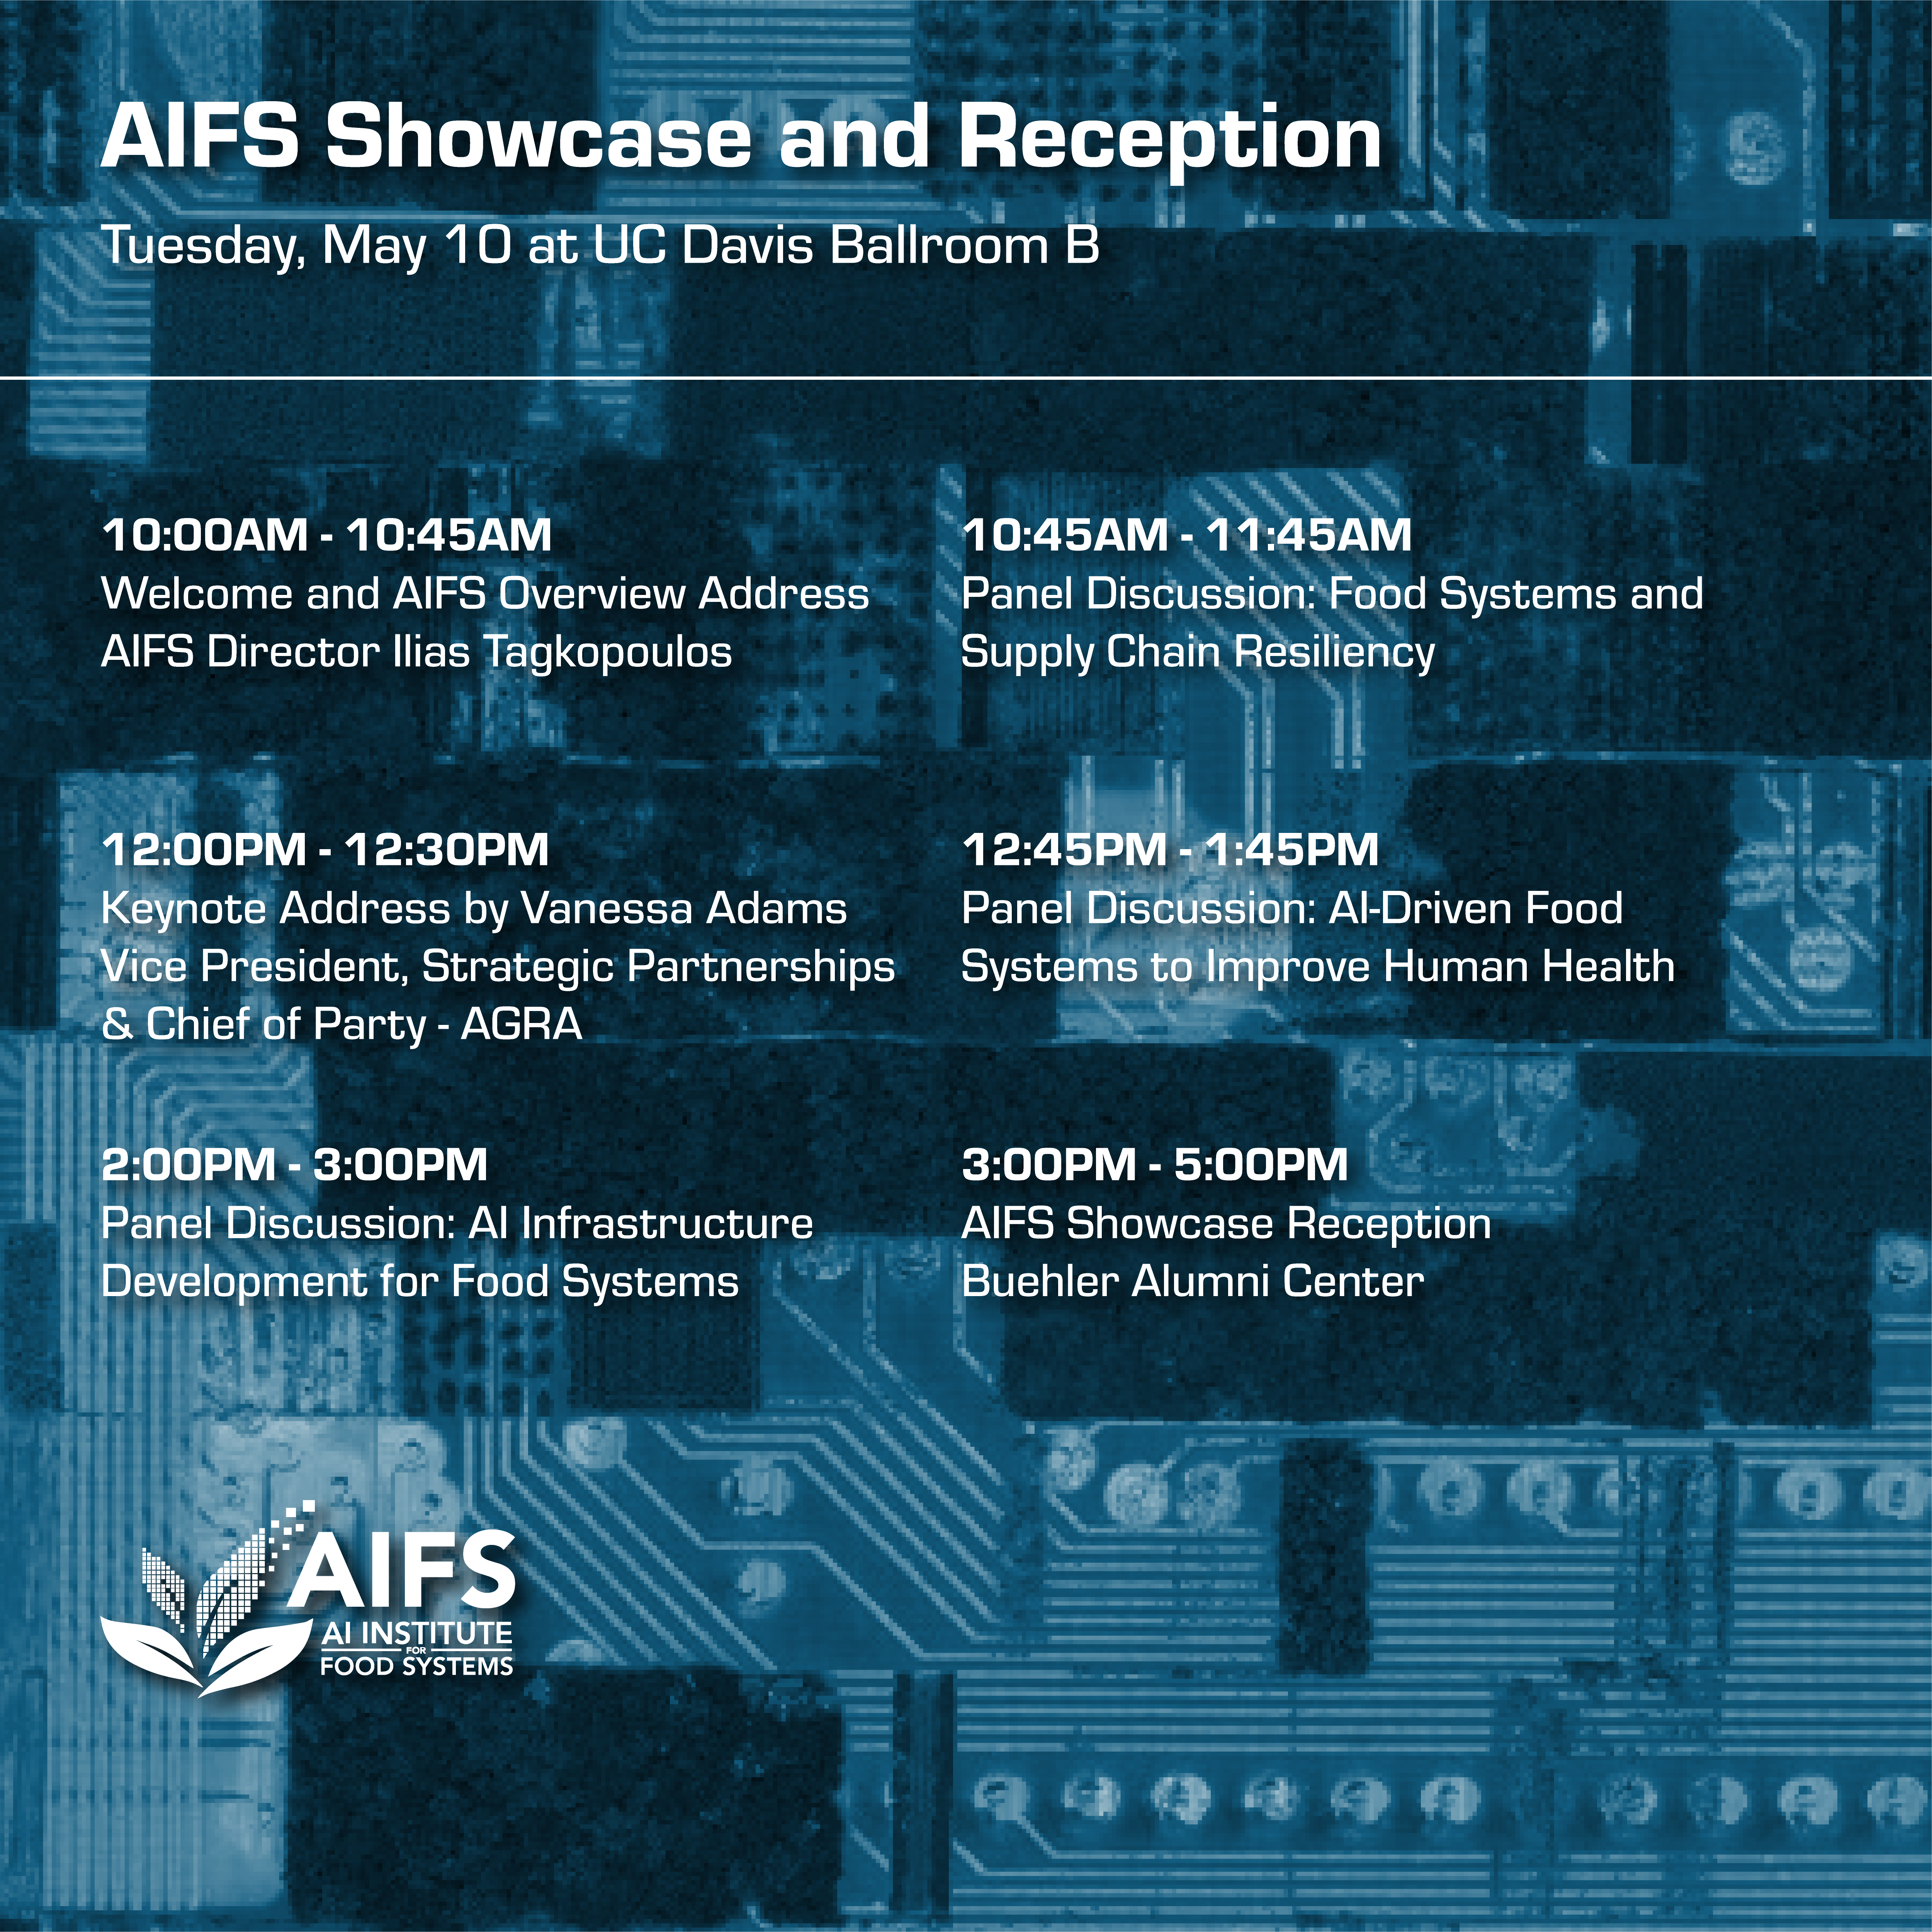 AIFS Showcase and Reception
Tuesday, May 10 at UC Davis Ballroom B
10:00AM - 10:45AM
Welcome and AIFS Overview Address
AIFS Director Ilias Tagkopoulos
10:45AM - 11:45AM
Panel Discussion: Food Systems and
Supply Chain Resiliency
12:00PM - 12:30PM
Keynote Address by Vanessa Adams
Vice President, Strategic Partnerships
& Chief of Party - AGRA
12:45PM - 1:45PM
Panel Discussion: AI-Driven Food
Systems to Improve Human Health
2:00PM - 3:00PM
Panel Discussion: AI Infrastructure
Development for Food Systems
3:00PM - 5:00PM
AIFS Showcase Reception
Buehler Alumni Center
AIFS
AI INSTITUTE
FOR
FOOD SYSTEMS